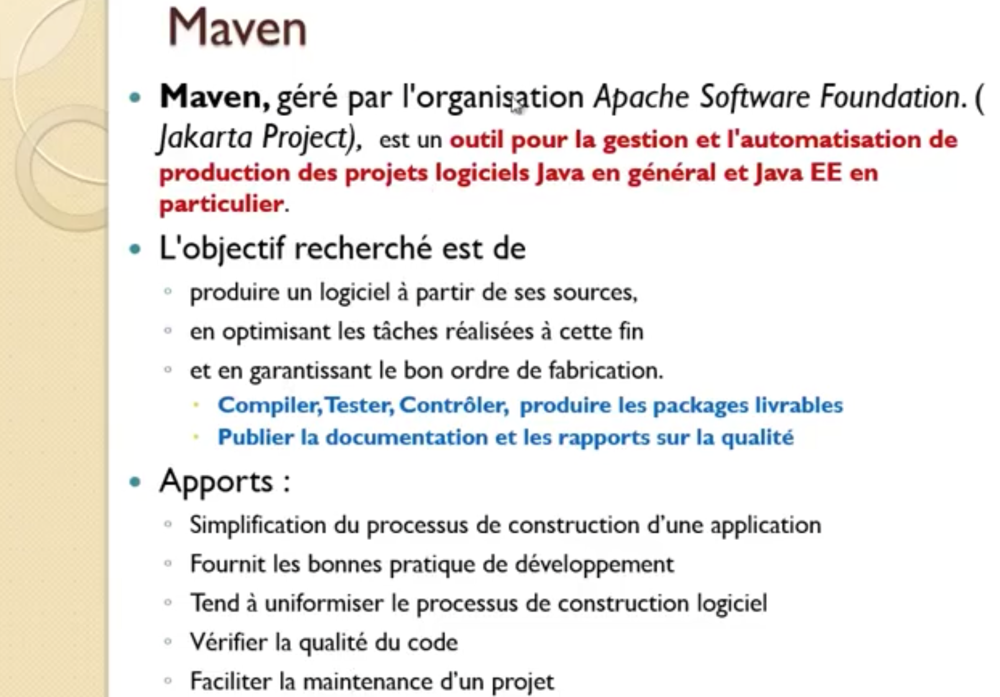 Maven
• Maven, géré par l'organisation Apache Software Foundation. (
Jakarta Project), est un outil pour la gestion et l'automatisation de
production des projets logiciels Java en général et Java EE en
particulier.
• L'objectif recherché est de
◦ produire un logiciel à partir de ses sources,
◦ en optimisant les tâches réalisées à cette fin
◦ et en garantissant le bon ordre de fabrication.
· Compiler, Tester, Contrôler, produire les packages livrables
· Publier la documentation et les rapports sur la qualité
• Apports :
◦ Simplification du processus de construction d'une application
◦ Fournit les bonnes pratique de développement
◦ Tend à uniformiser le processus de construction logiciel
◦ Vérifier la qualité du code
◦ Faciliter la maintenance d'un projet